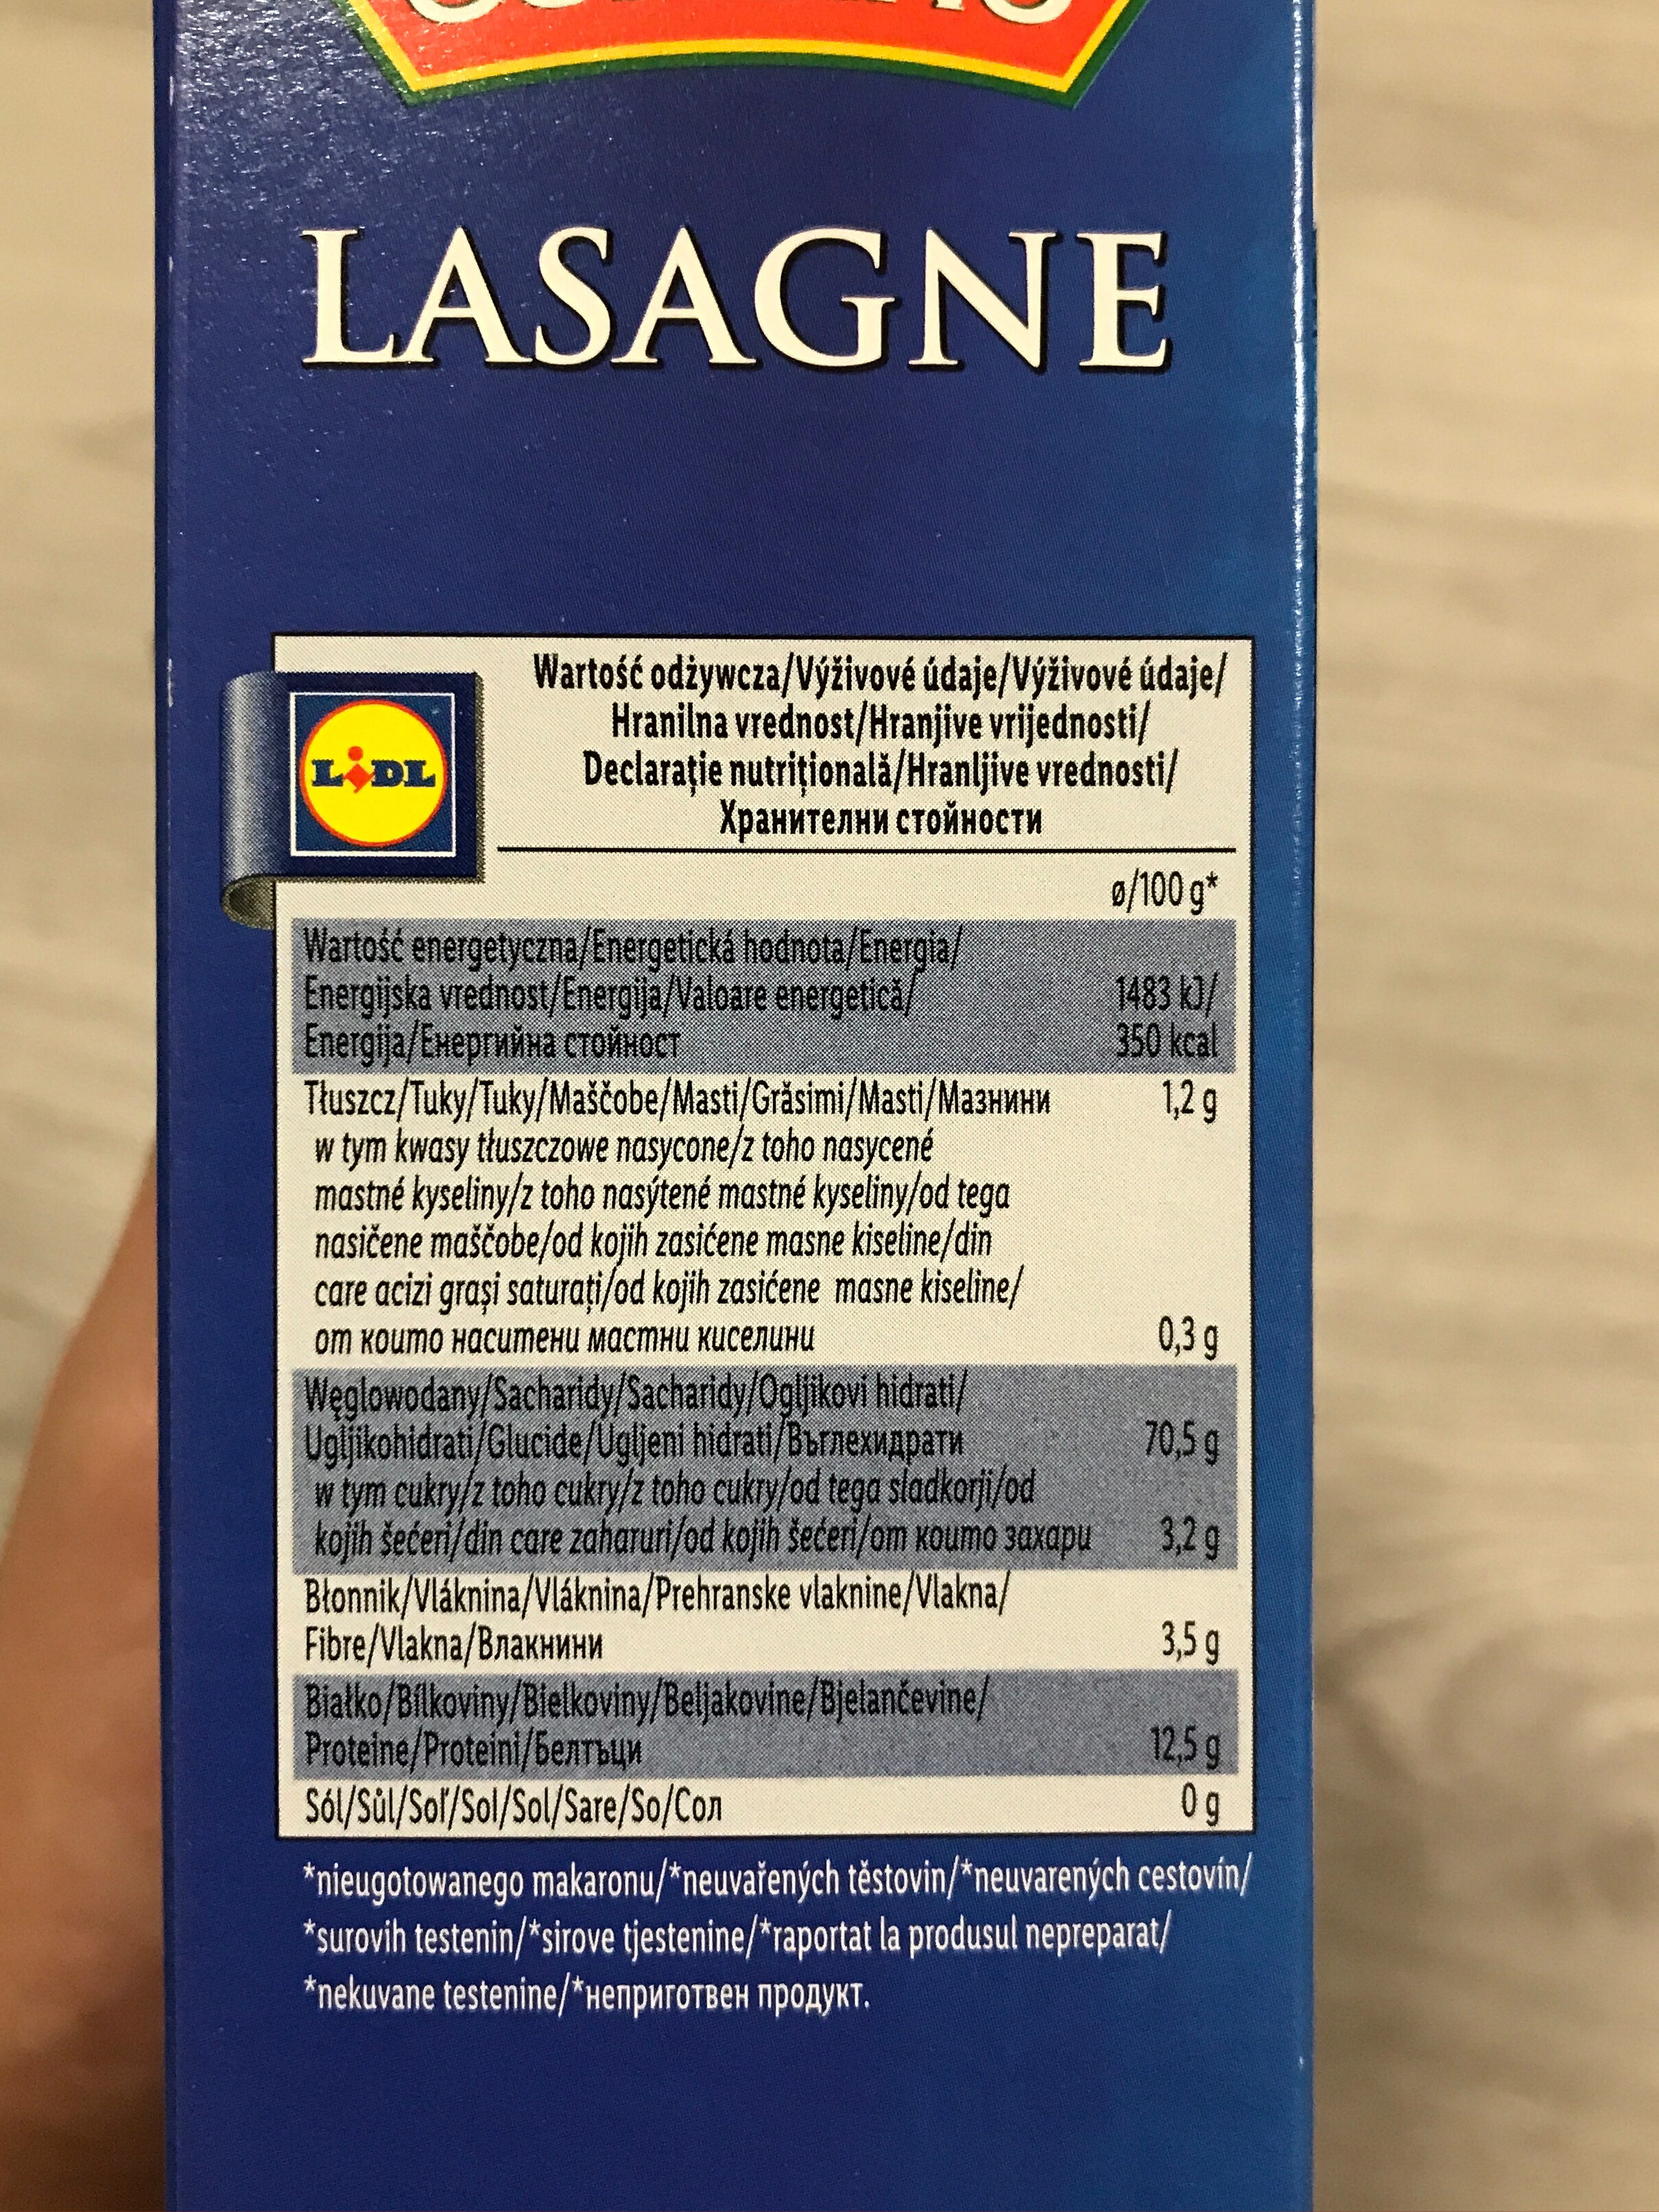 LASAGNE
LIDL
Wartość odżywcza/Výživové údaje/Výživové údaje/
Hranilna vrednost/Hranjive vrijednosti/
Declarație nutrițională/Hranljive vrednosti/
Хранителни стойности
ø/100 g*
Wartość energetyczna/Energetická hodnota/Energia/
Energijska vrednost/Energija/Valoare energetică/ 1483 kJ/
Energija/Енергийна стойност 350 kcal
Tłuszcz/Tuky/Tuky/Maščobe/Masti/Grăsimi/Masti/Мазнини 1,2 g
w tym kwasy tłuszczowe nasycone/z toho nasycené
mastné kyseliny/z toho nasýtené mastné kyseliny/od tega
nasičene maščobe/od kojih zasićene masne kiseline/din
care acizi grași saturați/od kojih zasićene masne kiseline/
от които наситени мастни киселини 0,3 g
Węglowodany/Sacharidy/Sacharidy/Ogljikovi hidrati/
Ugljikohidrati/Glucide/Ugljeni hidrati/Въглехидрати 70,5 g
w tym cukry/z toho cukry/z toho cukry/od tega sladkorji/od
kojih šećeri/din care zaharuri/od kojih šećeri/от които захари 3,2 g
Błonnik/Vláknina/Vláknina/Prehranske vlaknine/Vlakna/
Fibre/Vlakna/Влакнини 3,5 g
Białko/Bílkoviny/Bielkoviny/Beljakovine/Bjelančevine/
Proteine/Proteini/Белтъци 12,5 g
Sól/Sůl/Soľ/Sol/Sol/Sare/So/Сол 0 g
*nieugotowanego makaronu/*neuvařených těstovin/*neuvarených cestovín/
*surovih testenin/*sirove tjestenine/*raportat la produsul nepreparat/
*nekuvane testenine/*неприготвен продукт.